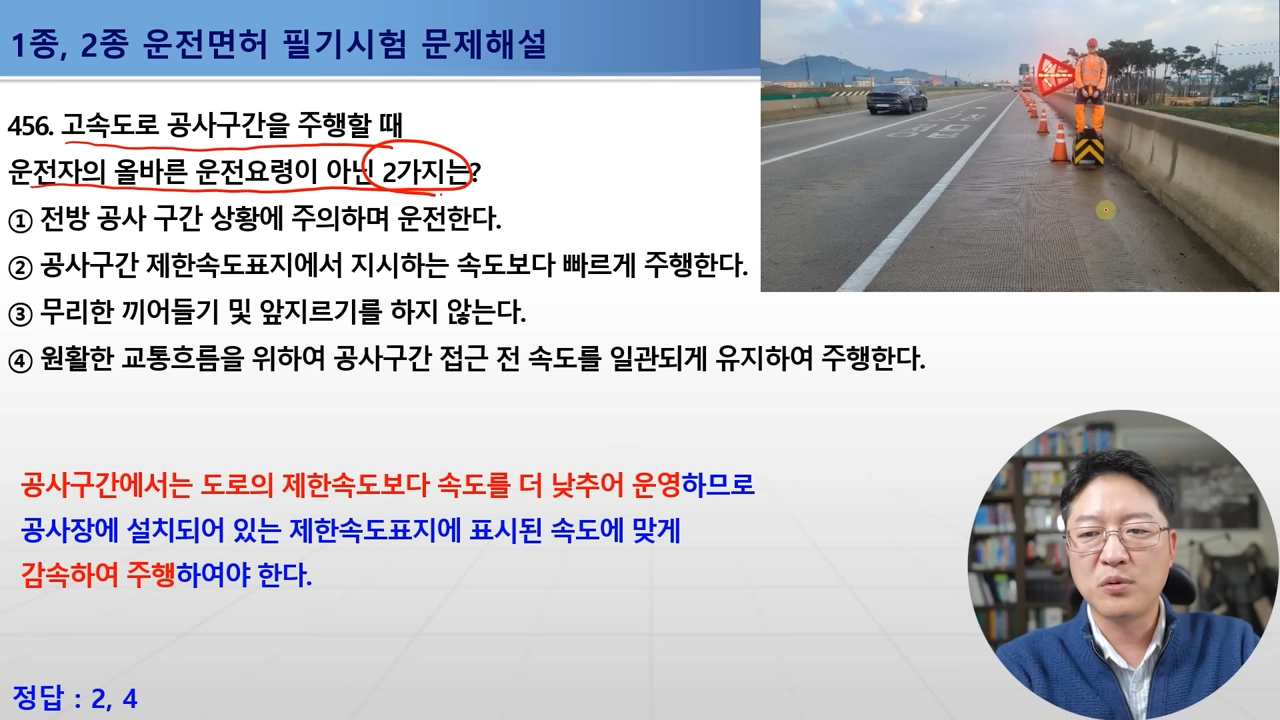 1종, 2종 운전면허 필기시험 문제해설
456. 고속도로 공사구간을 주행할 때
운전자의 올바른 운전요령이 아닌 2가지는?
① 전방 공사 구간 상황에 주의하며 운전한다.
② 공사구간 제한속도표지에서 지시하는 속도보다 빠르게 주행한다.
③ 무리한 끼어들기 및 앞지르기를 하지 않는다.
④ 원활한 교통흐름을 위하여 공사구간 접근 전 속도를 일관되게 유지하여 주행한다.
공사구간에서는 도로의 제한속도보다 속도를 더 낮추어 운영하므로
공사장에 설치되어 있는 제한속도표지에 표시된 속도에 맞게
감속하여 주행하여야 한다.
정답 : 2, 4